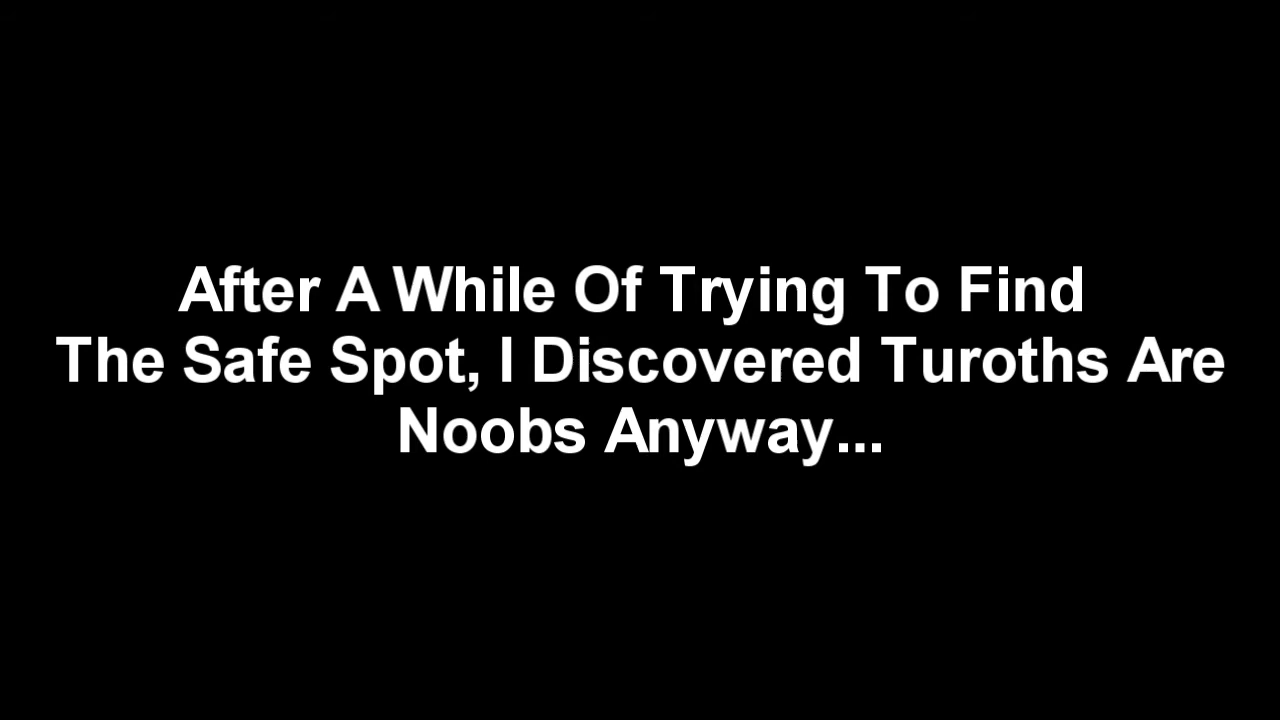 After A While Of Trying To Find
The Safe Spot, I Discovered Turoths Are
Noobs Anyway...